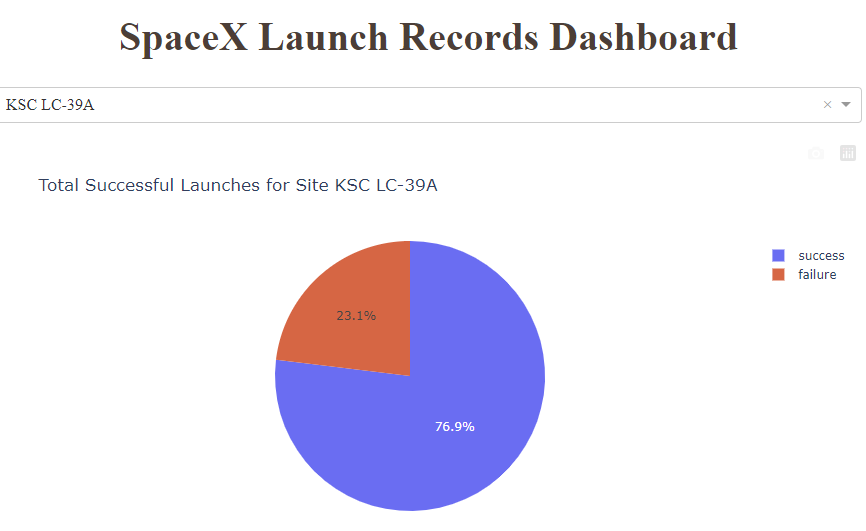 SpaceX Launch Records Dashboard
KSC LC-39A
Total Successful Launches for Site KSC LC-39A
success
failure
23.1%
76.9%